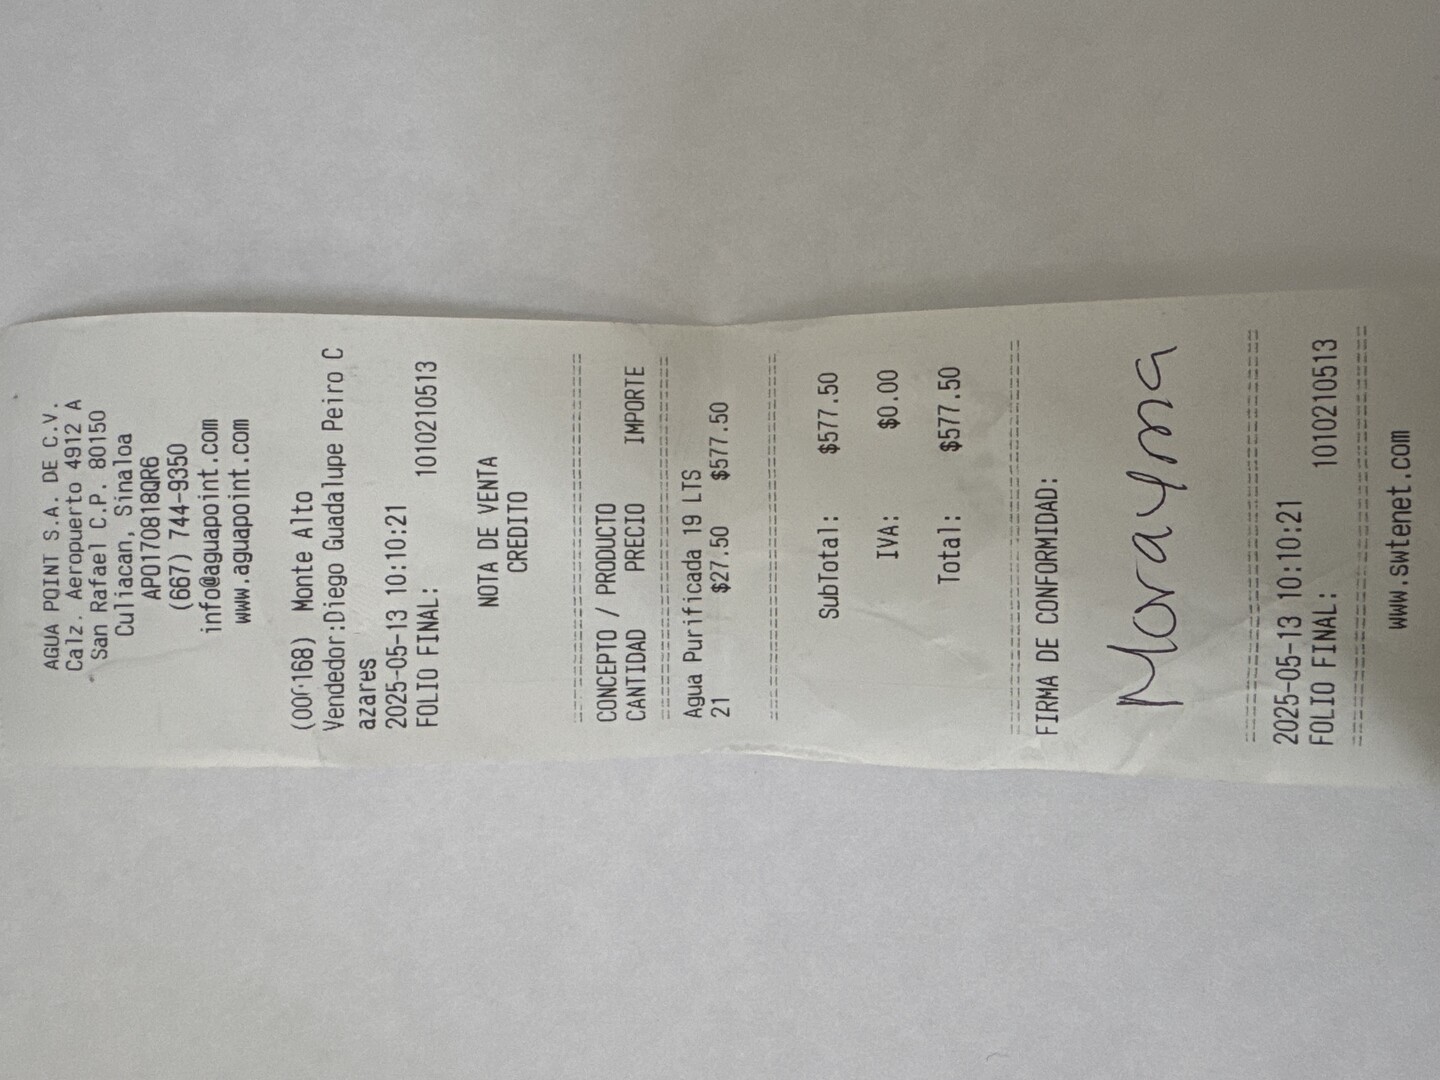 AGUA POINT S.A. DE C.V.
Calz. Aeropuerto 4912 A
San Rafael C.P. 80150
Culiacan, Sinaloa
APO170818QR6
(667) 744-9350
info@aguapoint.com
www.aguapoint.com
(000168) Monte Alto
Vendedor:Diego Guadalupe Peiro C
azares
2025-05-13 10:10:21
FOLIO FINAL: 1010210513
NOTA DE VENTA
CREDITO
CONCEPTO / PRODUCTO
CANTIDAD PRECIO IMPORTE
Agua Purificada 19 LTS
21 $27.50 $577.50
SubTotal: $577.50
IVA: $0.00
Total: $577.50
FIRMA DE CONFORMIDAD:
Morayma
2025-05-13 10:10:21
FOLIO FINAL: 1010210513
www.swtenet.com